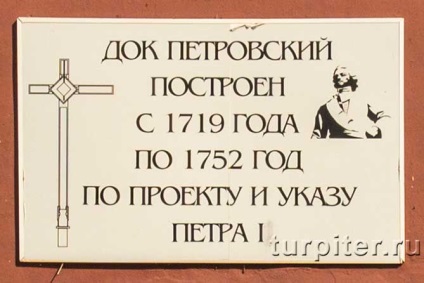 ДОК ПЕТРОВСКИЙ
ПОСТРОЕН
С 1719 ГОДА
ПО 1752 ГОД
ПО ПРОЕКТУ И УКАЗУ
ПЕТРА I
turpiter.ru